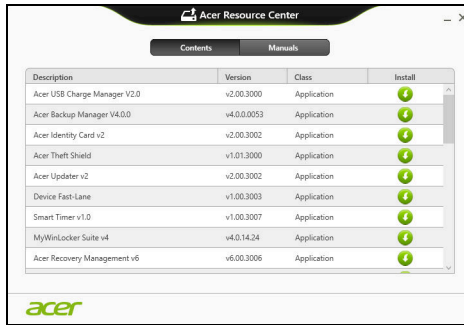 Acer Resource Center
Contents Manuals
Description Version Class Install
Acer USB Charge Manager V2.0 v2.00.3000 Application
Acer Backup Manager V4.0.0 v4.0.0.0053 Application
Acer Identity Card v2 v2.00.3002 Application
Acer Theft Shield v1.01.3000 Application
Acer Updater v2 v2.00.3002 Application
Device Fast-Lane v1.00.3003 Application
Smart Timer v1.0 v1.00.3007 Application
MyWinLocker Suite v4 v4.0.14.24 Application
Acer Recovery Management v6 v6.00.3006 Application
acer